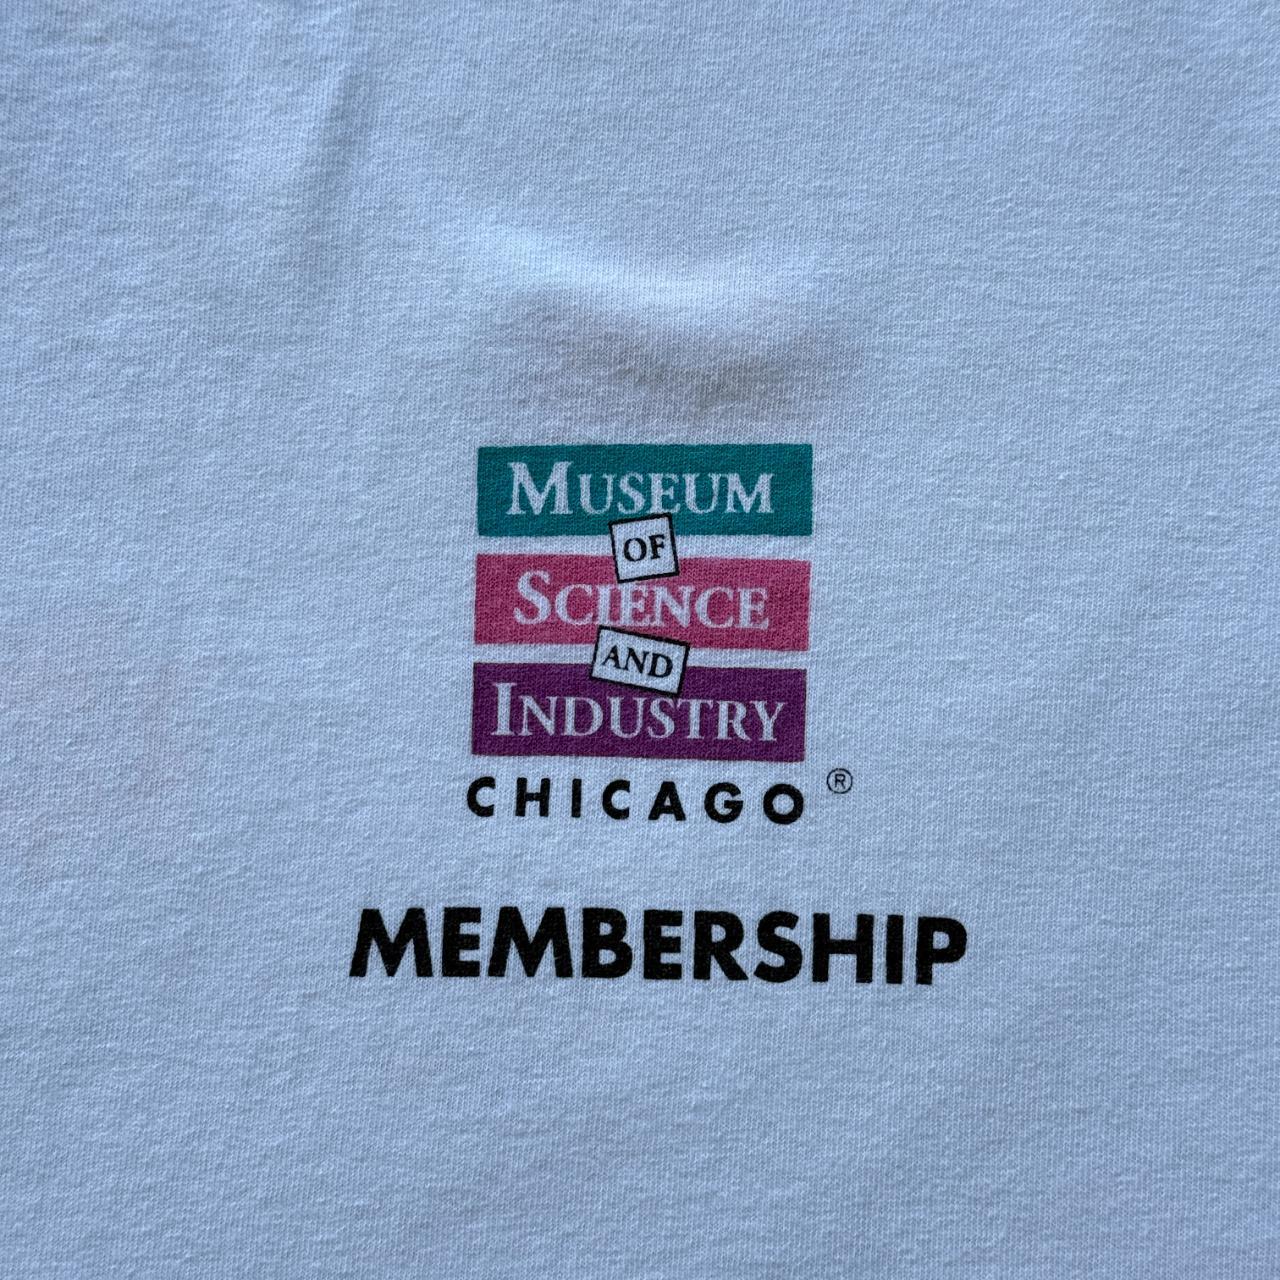 MUSEUM
OF
SCIENCE
AND
INDUSTRY
CHICAGO®
MEMBERSHIP